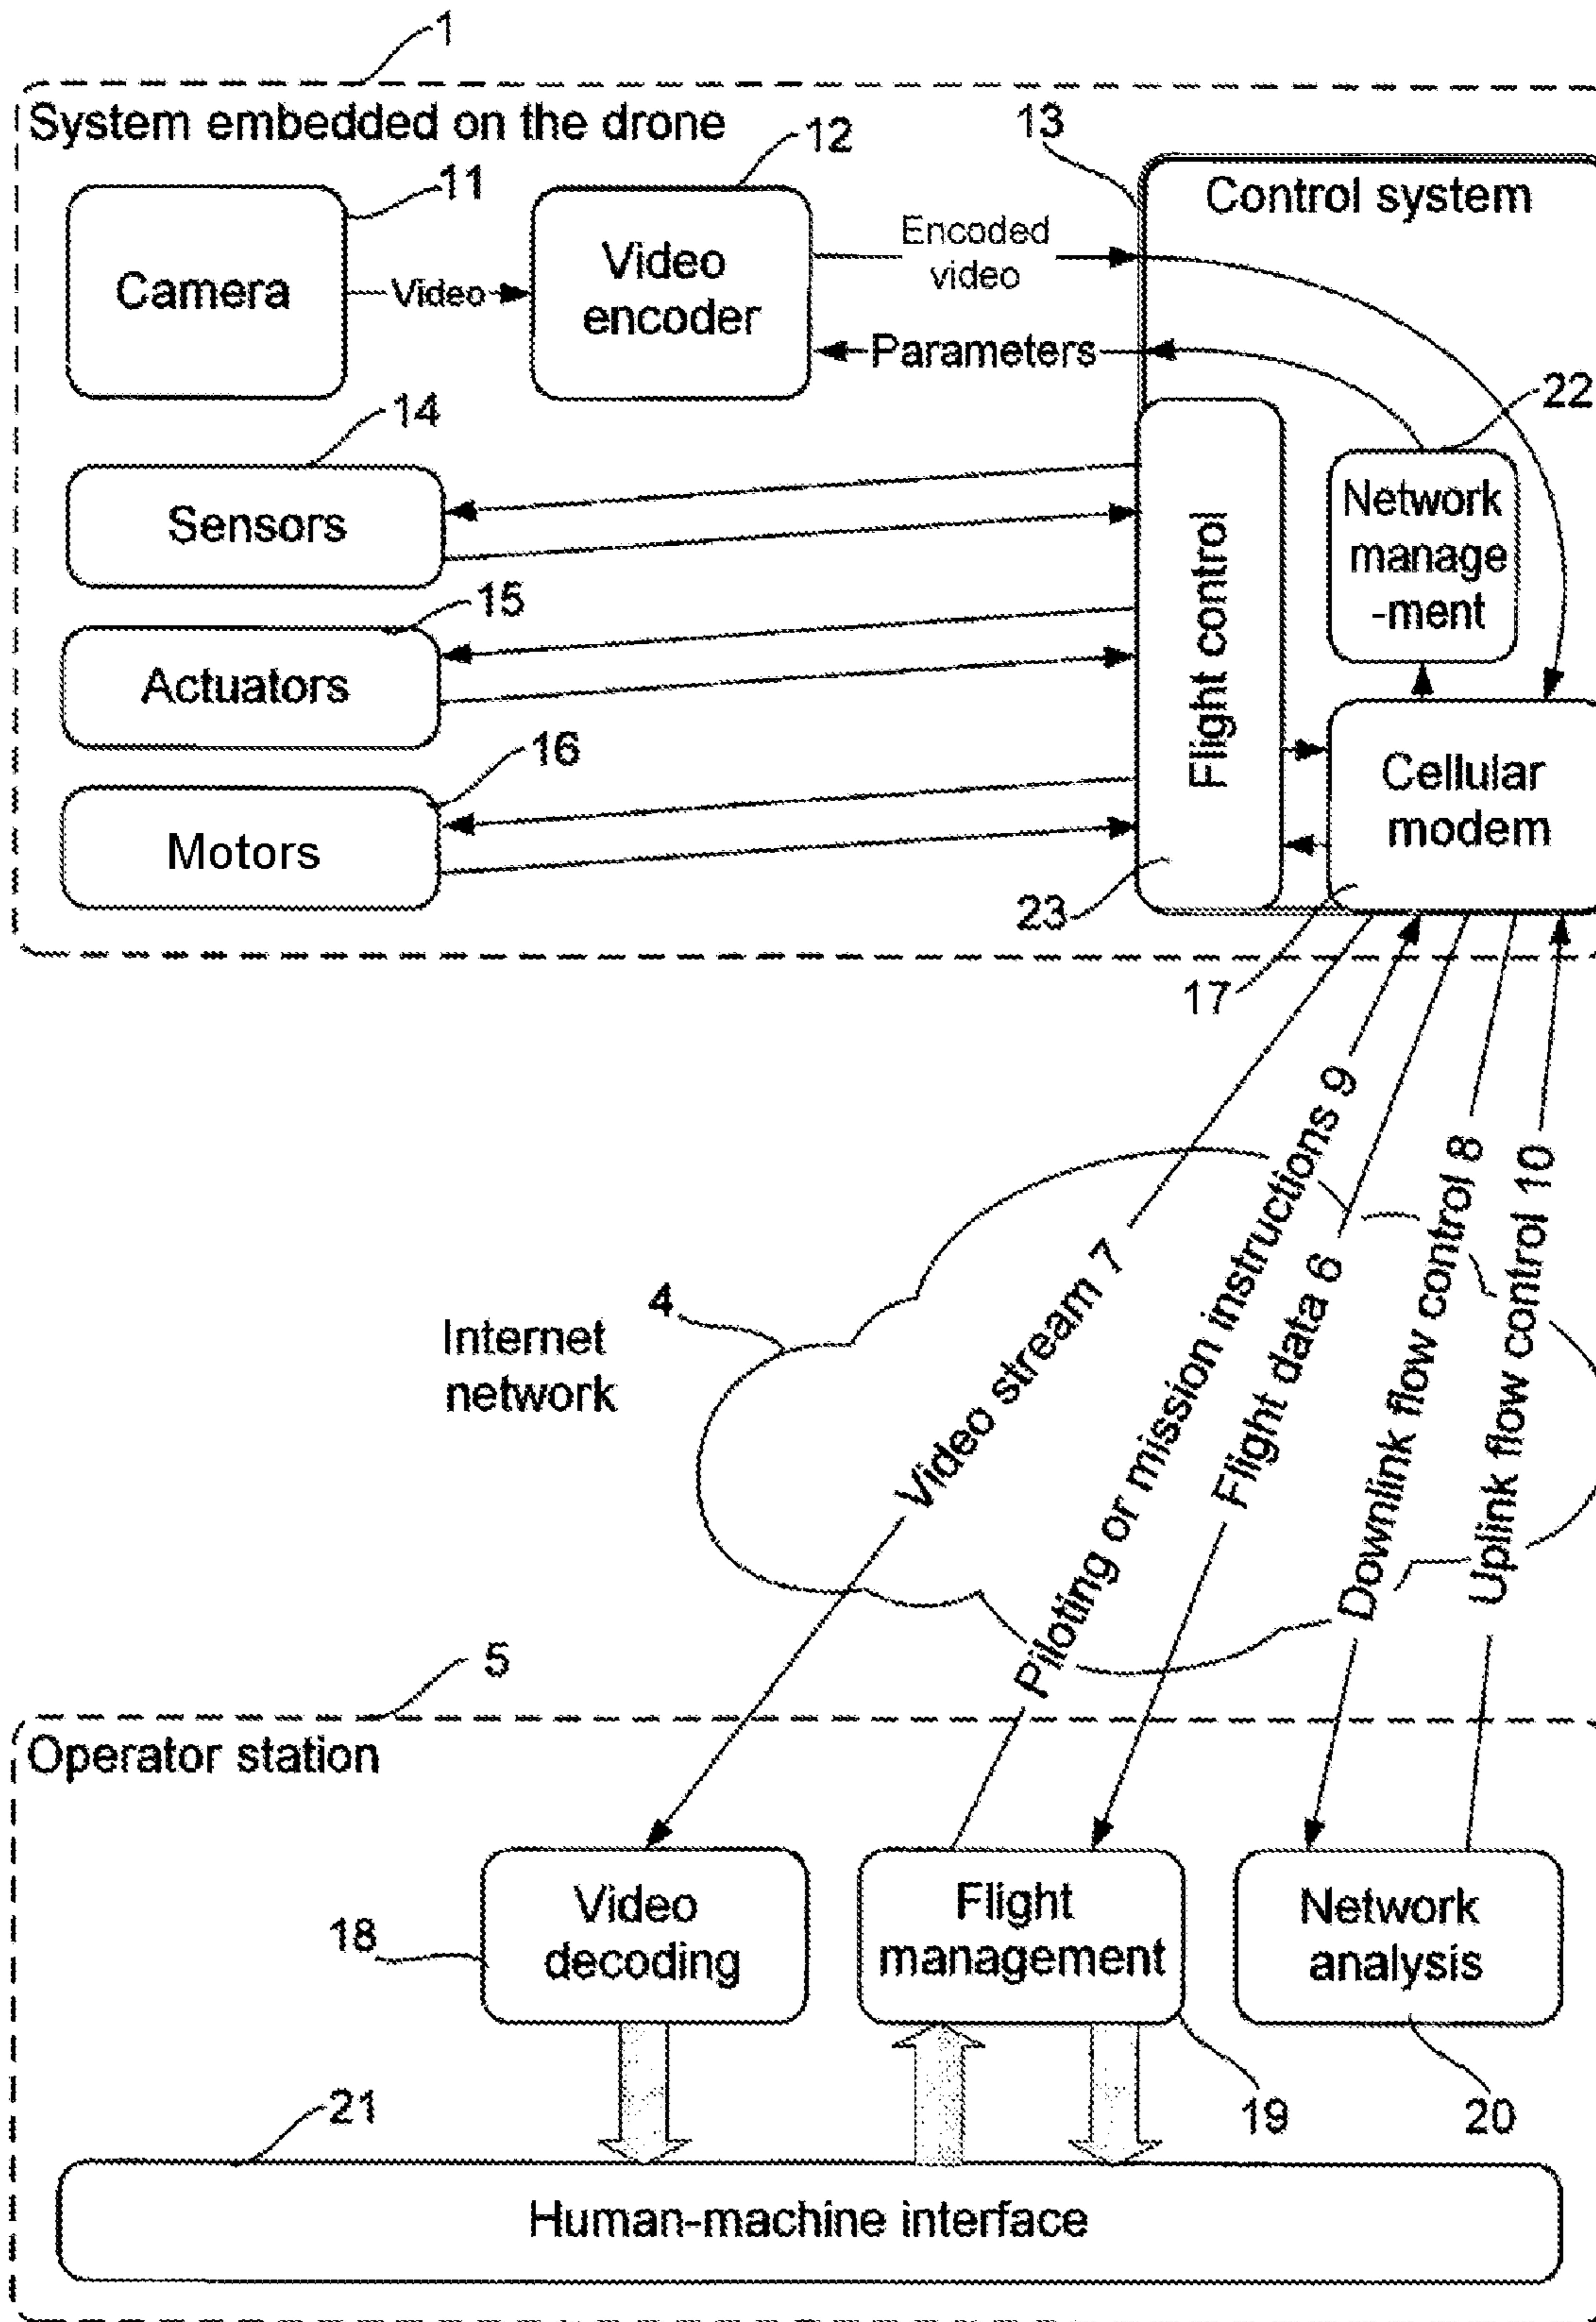 1
System embedded on the drone
12
13
11
Control system
Camera
Video
Video
encoder
Encoded
video
Parameters
22
14
Sensors
Network
manage
-ment
Flight control
15
Actuators
16
Motors
Cellular
modem
23
17
Video stream 7
Piloting or mission instructions 9
Flight data 6
Downlink flow control 8
Uplink flow control 10
4
Internet
network
5
Operator station
18
Video
decoding
Flight
management
Network
analysis
21
19
20
Human-machine interface